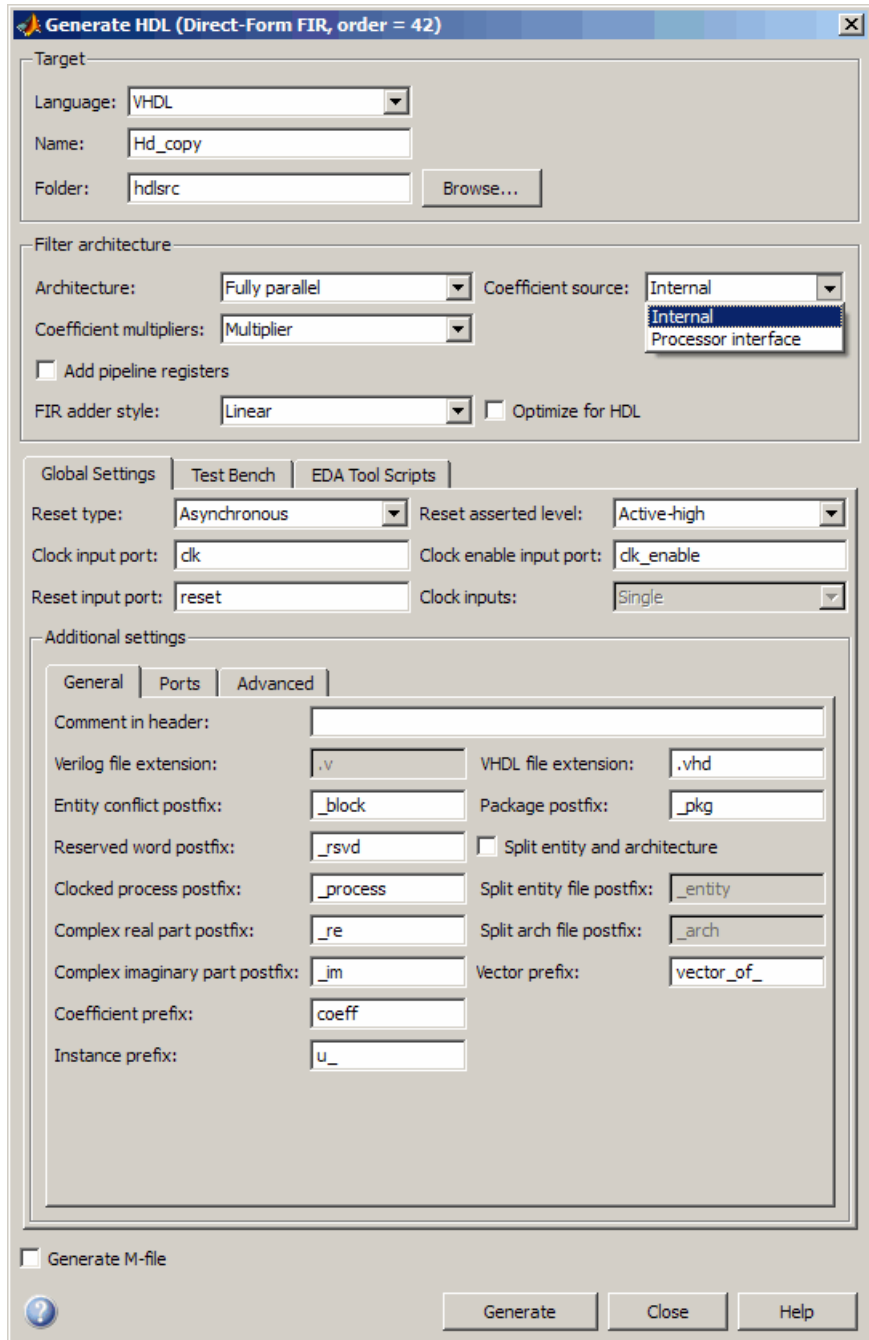 Generate HDL (Direct-Form FIR, order = 42)
Target
Language: VHDL
Name: Hd_copy
Folder: hdlsrc Browse...
Filter architecture
Architecture: Fully parallel Coefficient source: Internal
Internal
Coefficient multipliers: Multiplier Processor interface
Add pipeline registers
FIR adder style: Linear Optimize for HDL
Global Settings Test Bench EDA Tool Scripts
Reset type: Asynchronous Reset asserted level: Active-high
Clock input port: clk Clock enable input port: clk_enable
Reset input port: reset Clock inputs: Single
Additional settings
General Ports Advanced
Comment in header:
Verilog file extension: .v VHDL file extension: .vhd
Entity conflict postfix: _block Package postfix: _pkg
Reserved word postfix: _rsvd Split entity and architecture
Clocked process postfix: _process Split entity file postfix: _entity
Complex real part postfix: _re Split arch file postfix: _arch
Complex imaginary part postfix: _im Vector prefix: vector_of_
Coefficient prefix: coeff
Instance prefix: u_
Generate M-file
? Generate Close Help